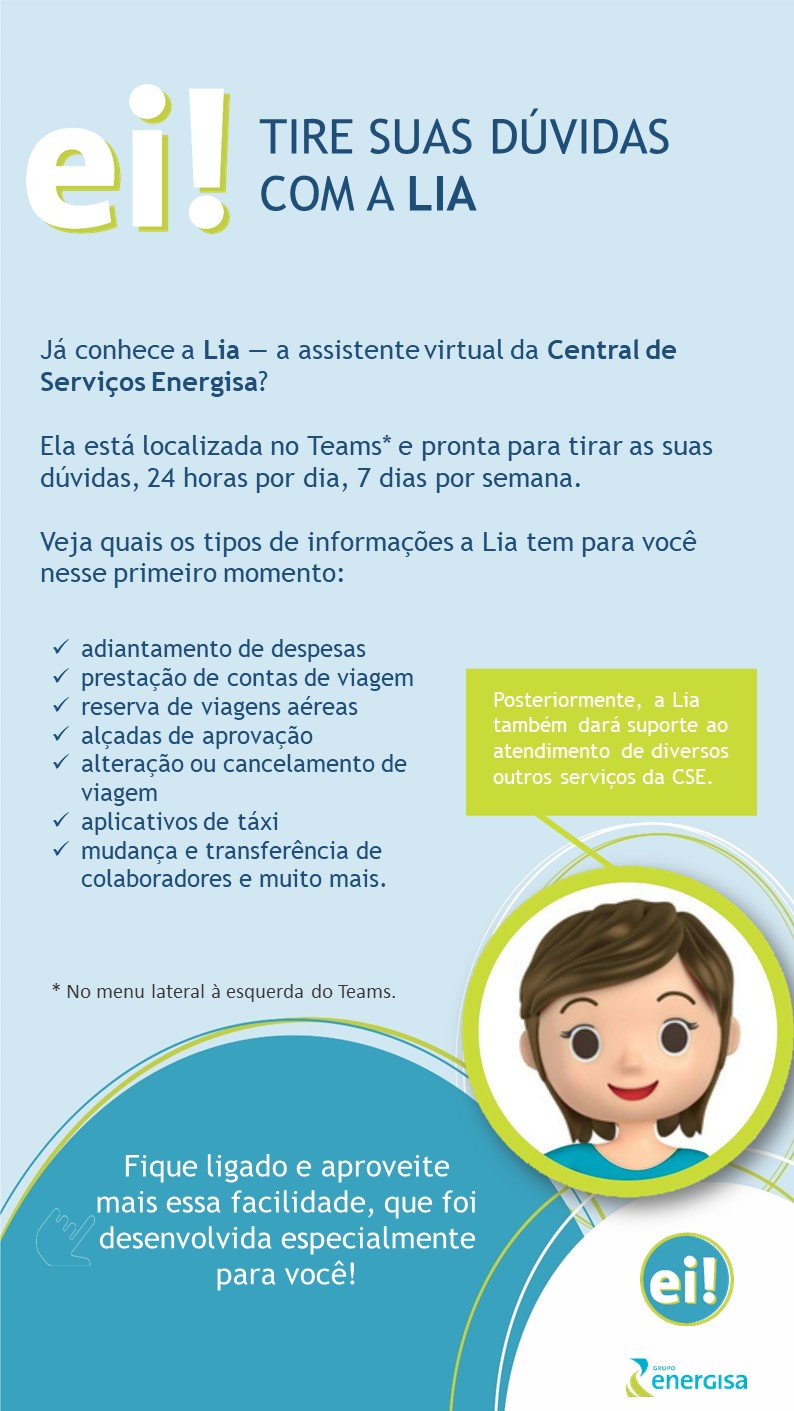 ei!
TIRE SUAS DÚVIDAS
COM A LIA
Já conhece a Lia — a assistente virtual da Central de
Serviços Energisa?
Ela está localizada no Teams* e pronta para tirar as suas
dúvidas, 24 horas por dia, 7 dias por semana.
Veja quais os tipos de informações a Lia tem para você
nesse primeiro momento:
✓ adiantamento de despesas
✓ prestação de contas de viagem
✓ reserva de viagens aéreas
✓ alçadas de aprovação
✓ alteração ou cancelamento de
viagem
✓ aplicativos de táxi
✓ mudança e transferência de
colaboradores e muito mais.
Posteriormente, a Lia
também dará suporte ao
atendimento de diversos
outros serviços da CSE.
* No menu lateral à esquerda do Teams.
Fique ligado e aproveite
mais essa facilidade, que foi
desenvolvida especialmente
para você!
ei!
GRUPO
energisa